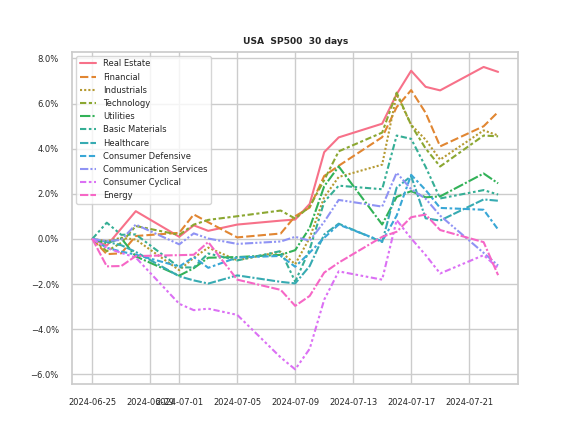 USA  SP500  30 days
8.0%
6.0%
4.0%
2.0%
0.0%
−2.0%
−4.0%
−6.0%
Real Estate
Financial
Industrials
Technology
Utilities
Basic Materials
Healthcare
Consumer Defensive
Communication Services
Consumer Cyclical
Energy
2024-06-25 2024-06-29 2024-07-01 2024-07-05 2024-07-09 2024-07-13 2024-07-17 2024-07-21